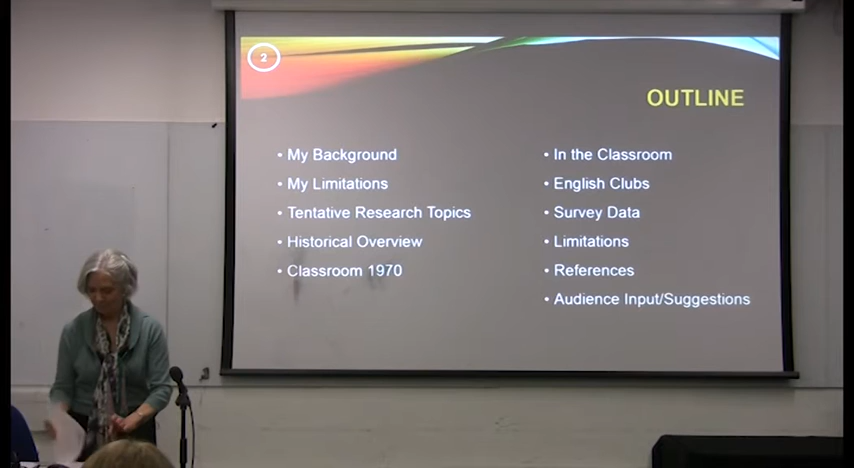 2
OUTLINE
• My Background
• My Limitations
• Tentative Research Topics
• Historical Overview
• Classroom 1970
• In the Classroom
• English Clubs
• Survey Data
• Limitations
• References
• Audience Input/Suggestions